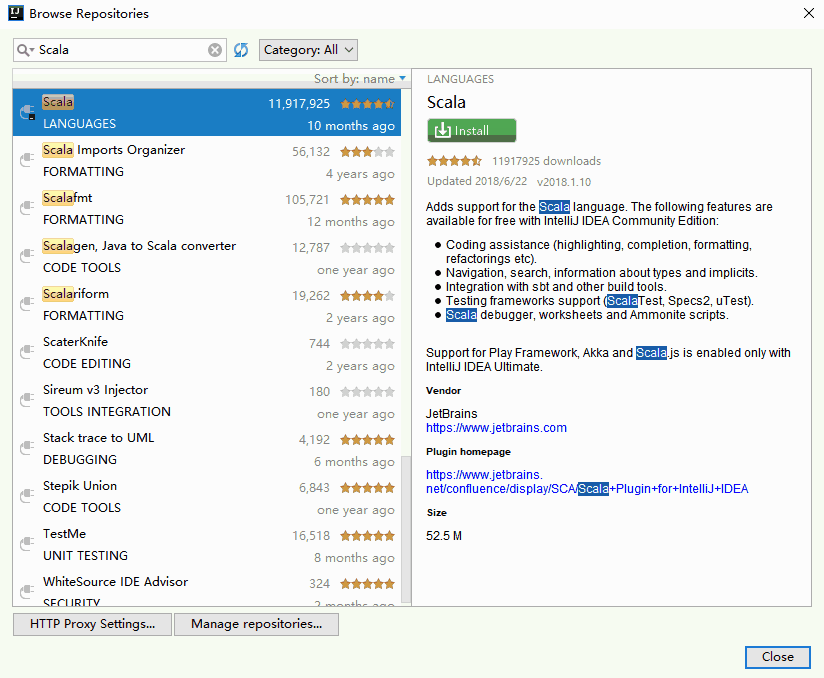 Browse Repositories
Scala
Category: All
Sort by: name
Scala 11,917,925
LANGUAGES 10 months ago
Scala Imports Organizer 56,132
FORMATTING 4 years ago
Scalafmt 105,721
FORMATTING 12 months ago
Scalagen, Java to Scala converter 12,787
CODE TOOLS one year ago
Scalariform 19,262
FORMATTING 2 years ago
ScaterKnife 744
CODE EDITING 2 years ago
Sireum v3 Injector 180
TOOLS INTEGRATION one year ago
Stack trace to UML 4,192
DEBUGGING 6 months ago
Stepik Union 6,843
CODE TOOLS one year ago
TestMe 16,518
UNIT TESTING 8 months ago
WhiteSource IDE Advisor 324
SECURITY 2 months ago
LANGUAGES
Scala
Install
11917925 downloads
Updated 2018/6/22 v2018.1.10
Adds support for the Scala language. The following features are
available for free with IntelliJ IDEA Community Edition:
● Coding assistance (highlighting, completion, formatting,
refactorings etc).
● Navigation, search, information about types and implicits.
● Integration with sbt and other build tools.
● Testing frameworks support (ScalaTest, Specs2, uTest).
● Scala debugger, worksheets and Ammonite scripts.
Support for Play Framework, Akka and Scala.js is enabled only with
IntelliJ IDEA Ultimate.
Vendor
JetBrains
https://www.jetbrains.com
Plugin homepage
https://www.jetbrains.
net/confluence/display/SCA/Scala+Plugin+for+IntelliJ+IDEA
Size
52.5 M
HTTP Proxy Settings...
Manage repositories...
Close